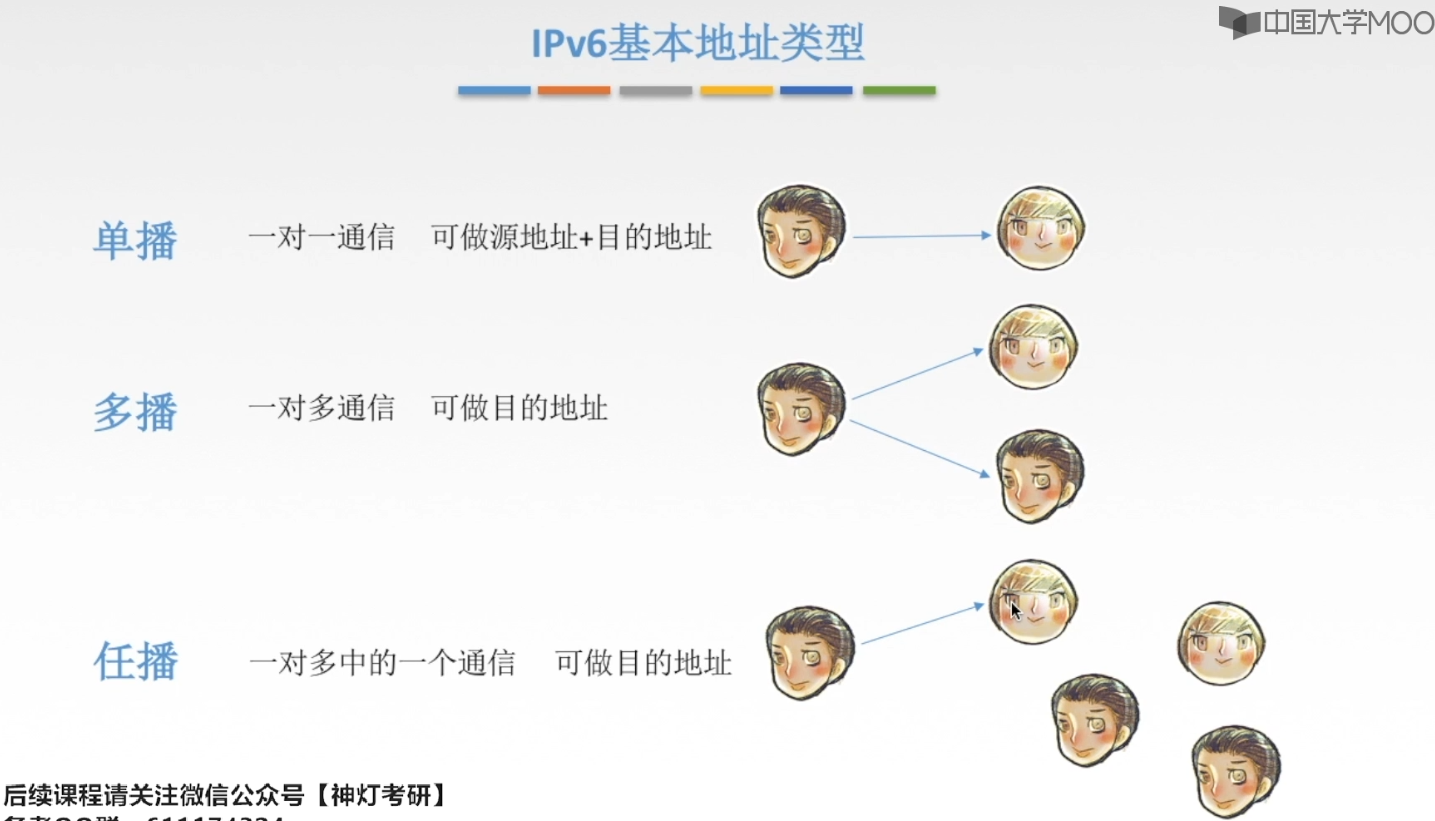 IPv6基本地址类型
中国大学MOO
单播 一对一通信 可做源地址+目的地址
多播 一对多通信 可做目的地址
任播 一对多中的一个通信 可做目的地址
后续课程请关注微信公众号【神灯考研】